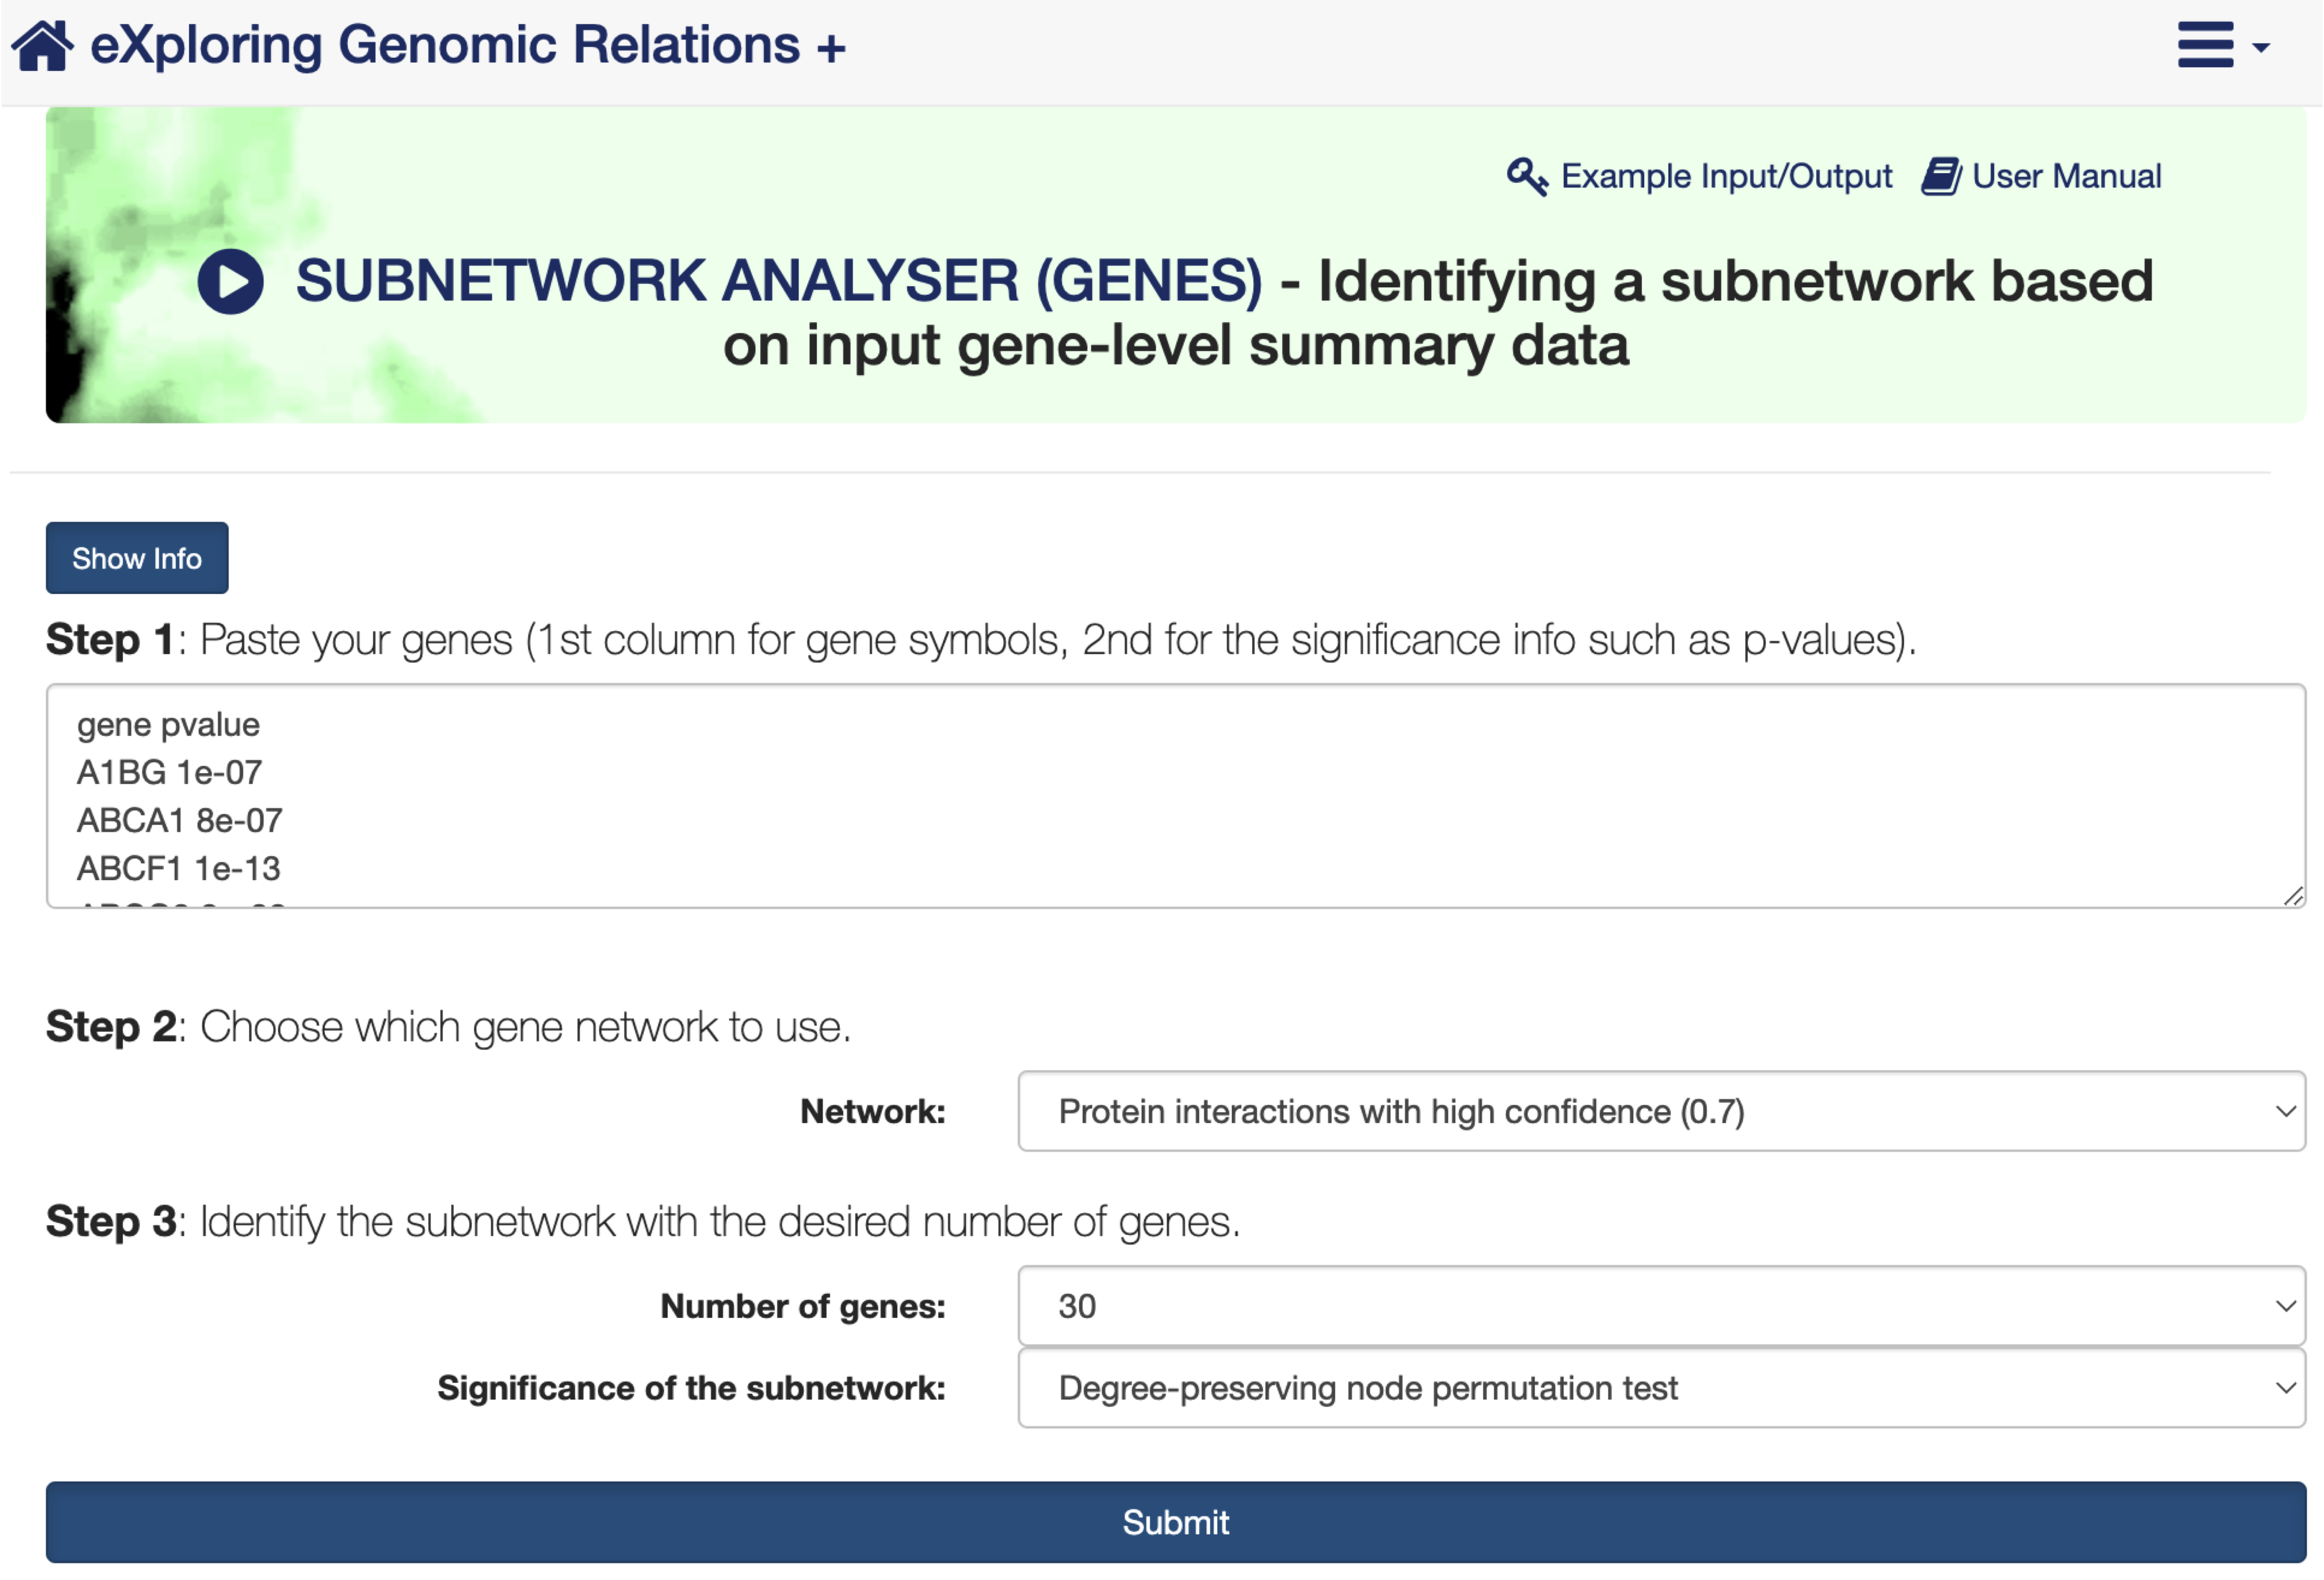 eXploring Genomic Relations +
Example Input/Output User Manual
SUBNETWORK ANALYSER (GENES) - Identifying a subnetwork based
on input gene-level summary data
Show Info
Step 1: Paste your genes (1st column for gene symbols, 2nd for the significance info such as p-values).
gene pvalue
A1BG 1e-07
ABCA1 8e-07
ABCF1 1e-13
Step 2: Choose which gene network to use.
Network: Protein interactions with high confidence (0.7)
Step 3: Identify the subnetwork with the desired number of genes.
Number of genes: 30
Significance of the subnetwork: Degree-preserving node permutation test
Submit